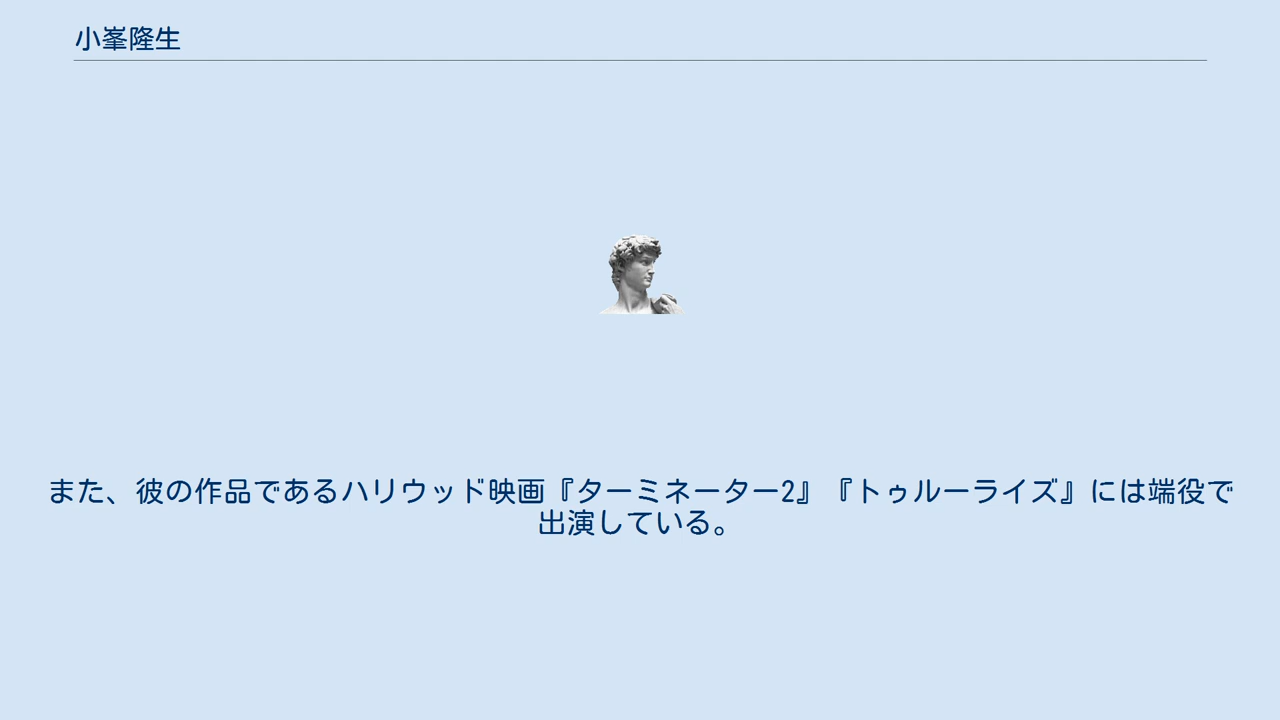 小峯隆生
また、彼の作品であるハリウッド映画『ターミネーター2』『トゥルーライズ』には端役で
出演している。